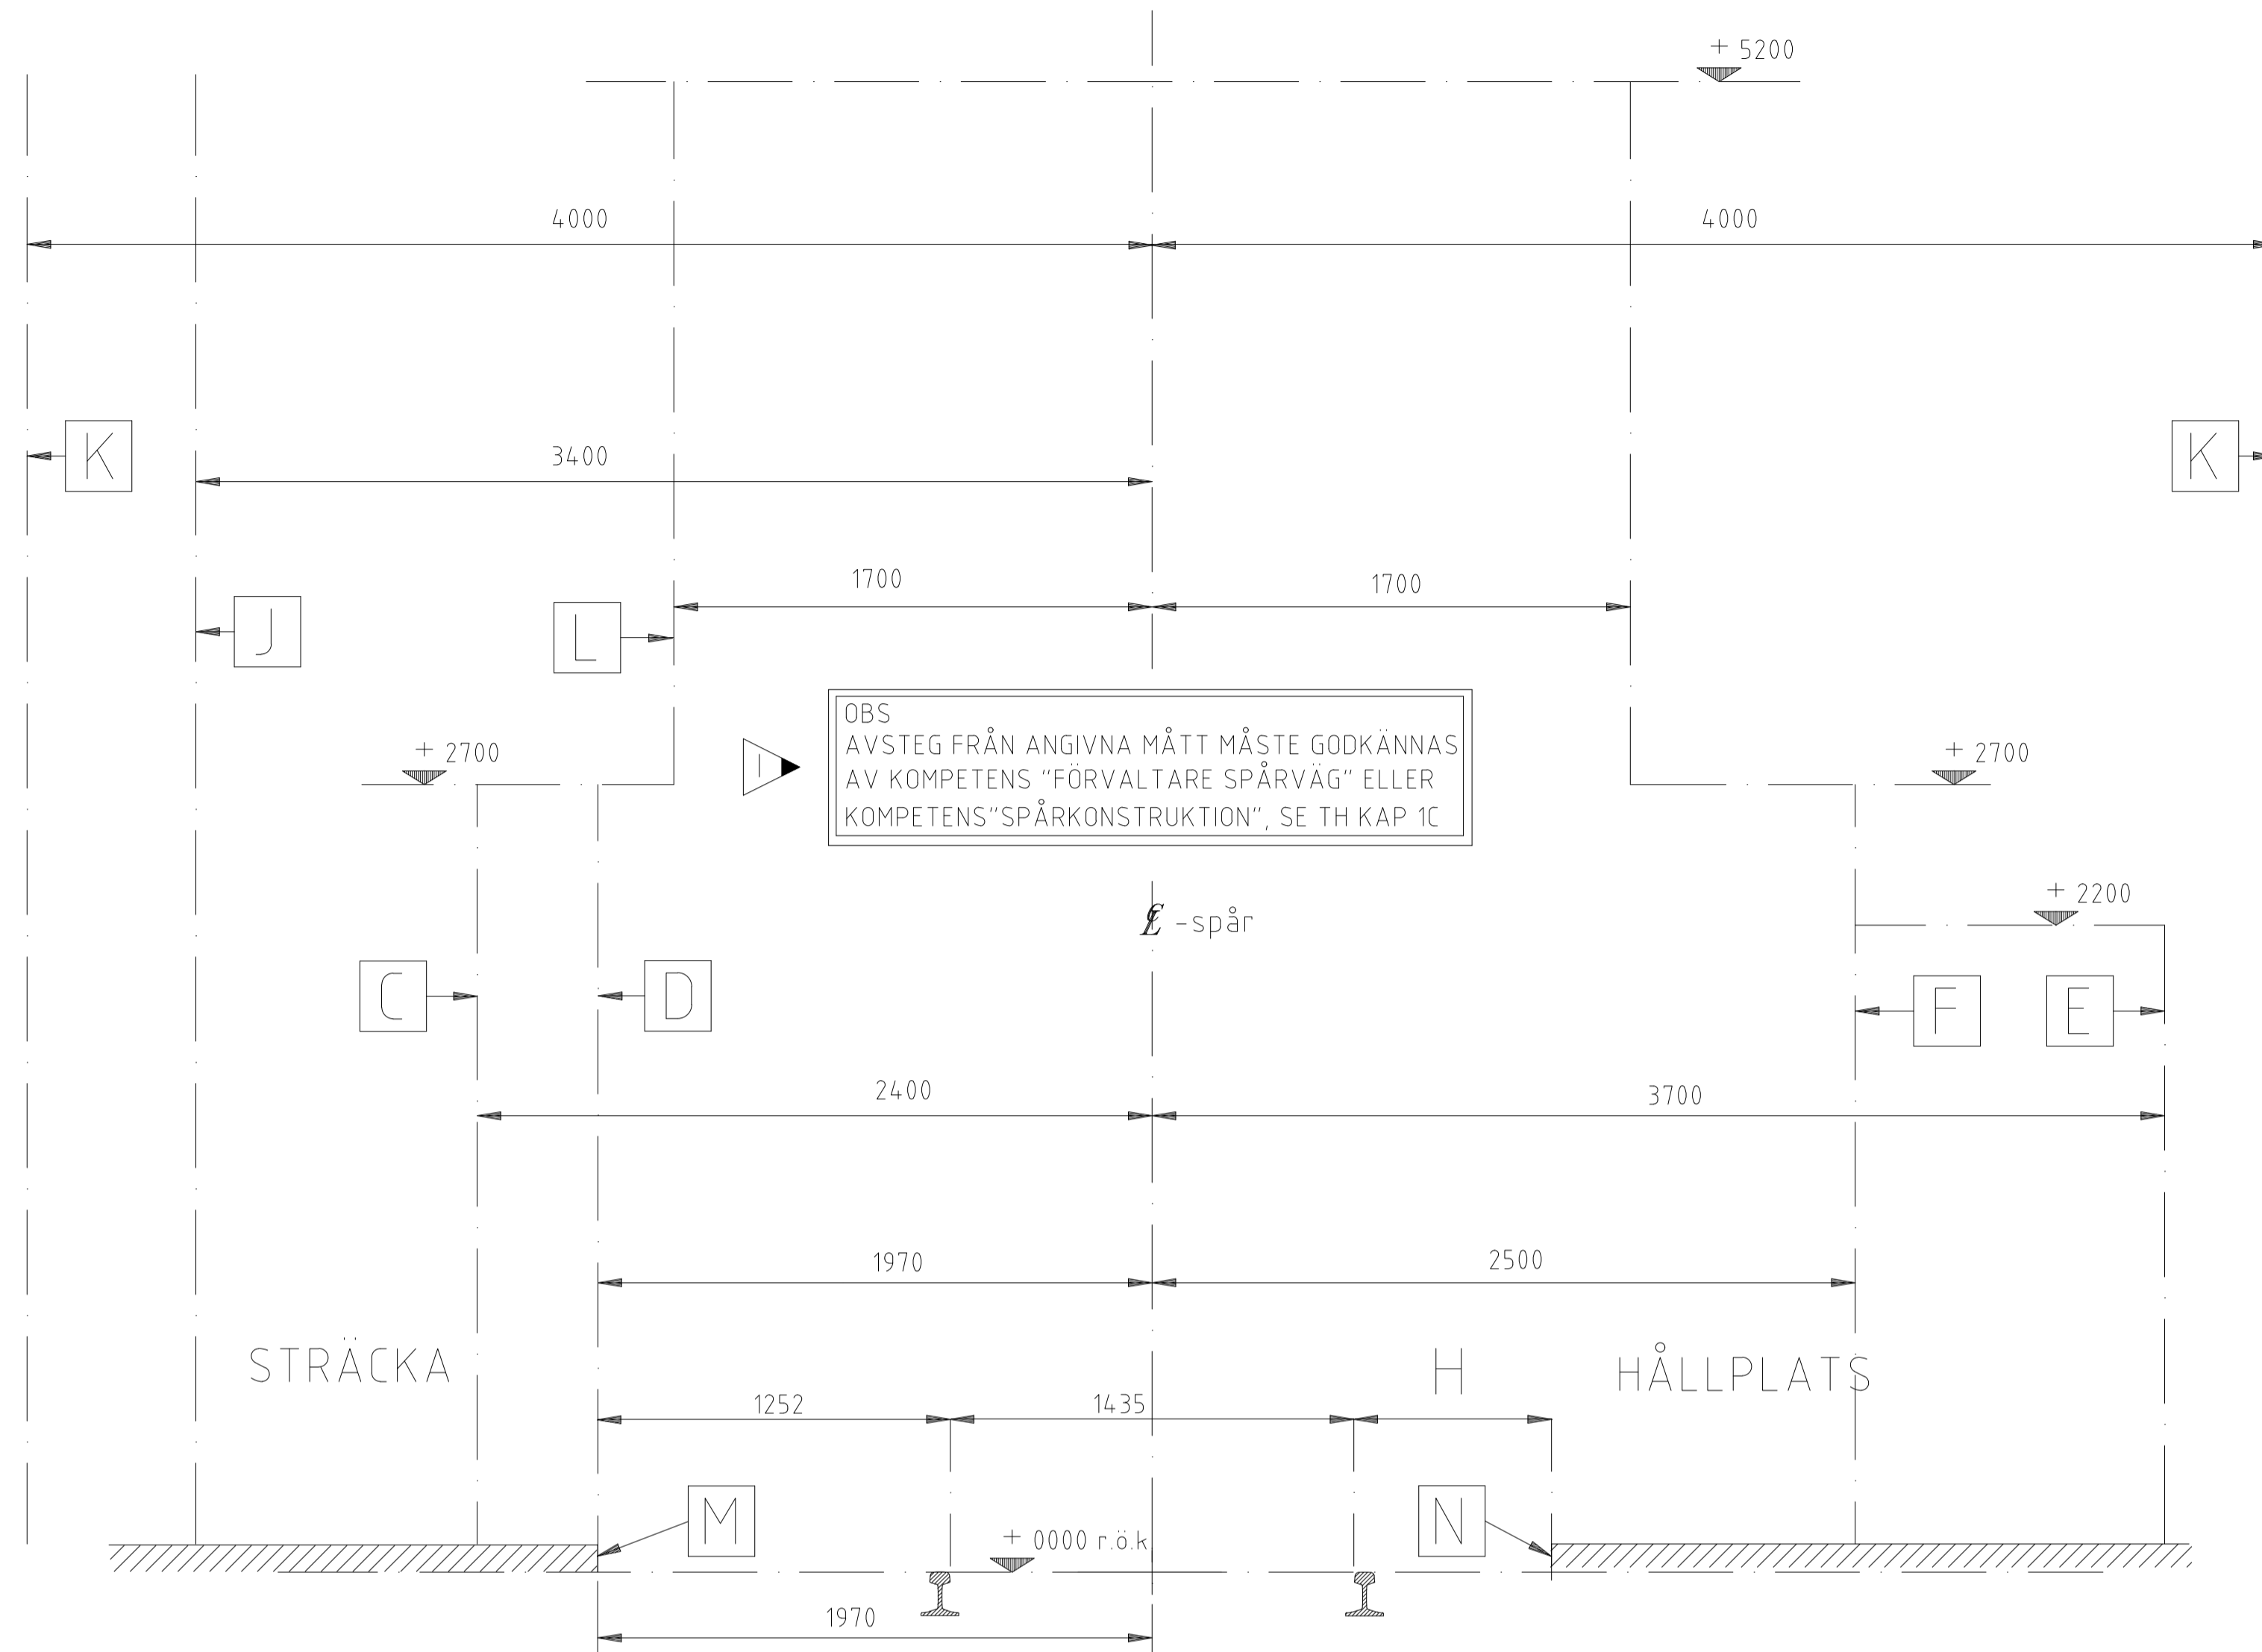 + 5200
4000
4000
K
3400
K
1700
1700
J
L
OBS
AVSTEG FRÅN ANGIVNA MÅTT MÅSTE GODKÄNNAS
AV KOMPETENS "FÖRVALTARE SPÅRVÄG" ELLER
KOMPETENS"SPÅRKONSTRUKTION", SE TH KAP 1C
I
+ 2700
+ 2700
+ 2200
-spår
C
D
F
E
2400
3700
1970
2500
STRÄCKA
H
HÅLLPLATS
1252
1435
M
N
+ 0000 r.ö.k
1970